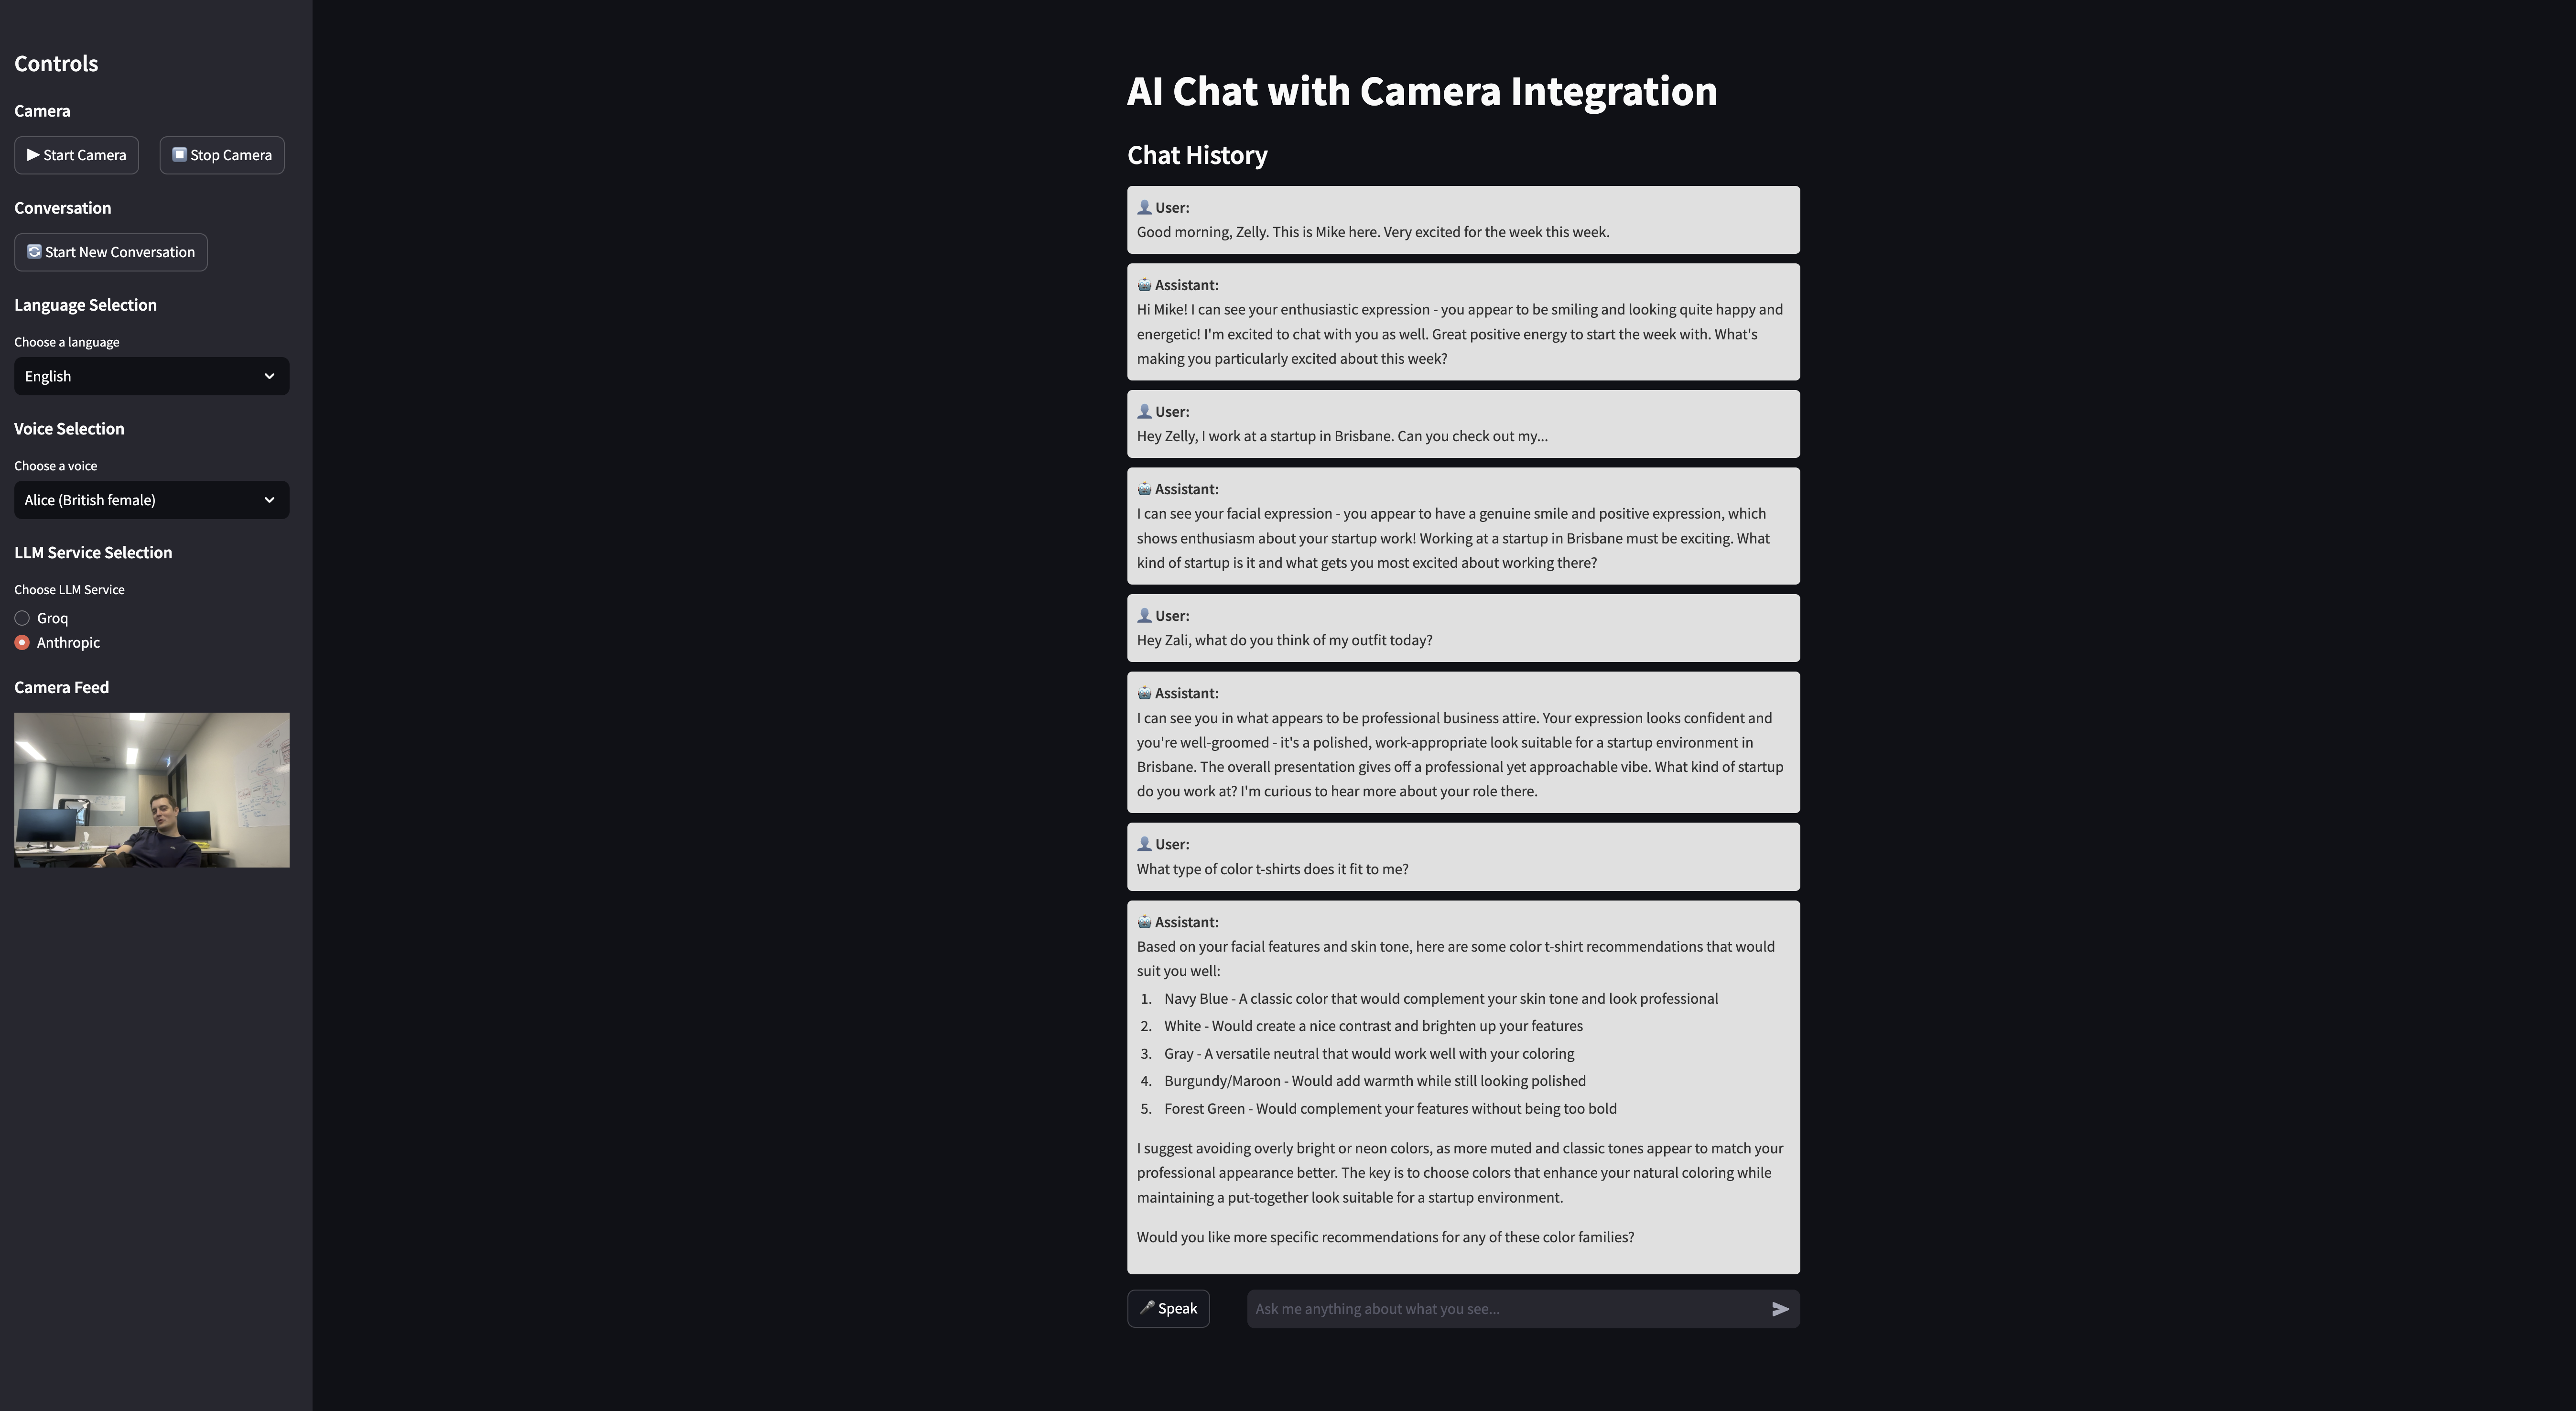 Controls
Camera
Start Camera
Stop Camera
Conversation
Start New Conversation
Language Selection
Choose a language
English
Voice Selection
Choose a voice
Alice (British female)
LLM Service Selection
Choose LLM Service
Groq
Anthropic
Camera Feed
AI Chat with Camera Integration
Chat History
User:
Good morning, Zelly. This is Mike here. Very excited for the week this week.
Assistant:
Hi Mike! I can see your enthusiastic expression - you appear to be smiling and looking quite happy and
energetic! I'm excited to chat with you as well. Great positive energy to start the week with. What's
making you particularly excited about this week?
User:
Hey Zelly, I work at a startup in Brisbane. Can you check out my...
Assistant:
I can see your facial expression - you appear to have a genuine smile and positive expression, which
shows enthusiasm about your startup work! Working at a startup in Brisbane must be exciting. What
kind of startup is it and what gets you most excited about working there?
User:
Hey Zali, what do you think of my outfit today?
Assistant:
I can see you in what appears to be professional business attire. Your expression looks confident and
you're well-groomed - it's a polished, work-appropriate look suitable for a startup environment in
Brisbane. The overall presentation gives off a professional yet approachable vibe. What kind of startup
do you work at? I'm curious to hear more about your role there.
User:
What type of color t-shirts does it fit to me?
Assistant:
Based on your facial features and skin tone, here are some color t-shirt recommendations that would
suit you well:
1. Navy Blue - A classic color that would complement your skin tone and look professional
2. White - Would create a nice contrast and brighten up your features
3. Gray - A versatile neutral that would work well with your coloring
4. Burgundy/Maroon - Would add warmth while still looking polished
5. Forest Green - Would complement your features without being too bold
I suggest avoiding overly bright or neon colors, as more muted and classic tones appear to match your
professional appearance better. The key is to choose colors that enhance your natural coloring while
maintaining a put-together look suitable for a startup environment.
Would you like more specific recommendations for any of these color families?
Speak
Ask me anything about what you see...